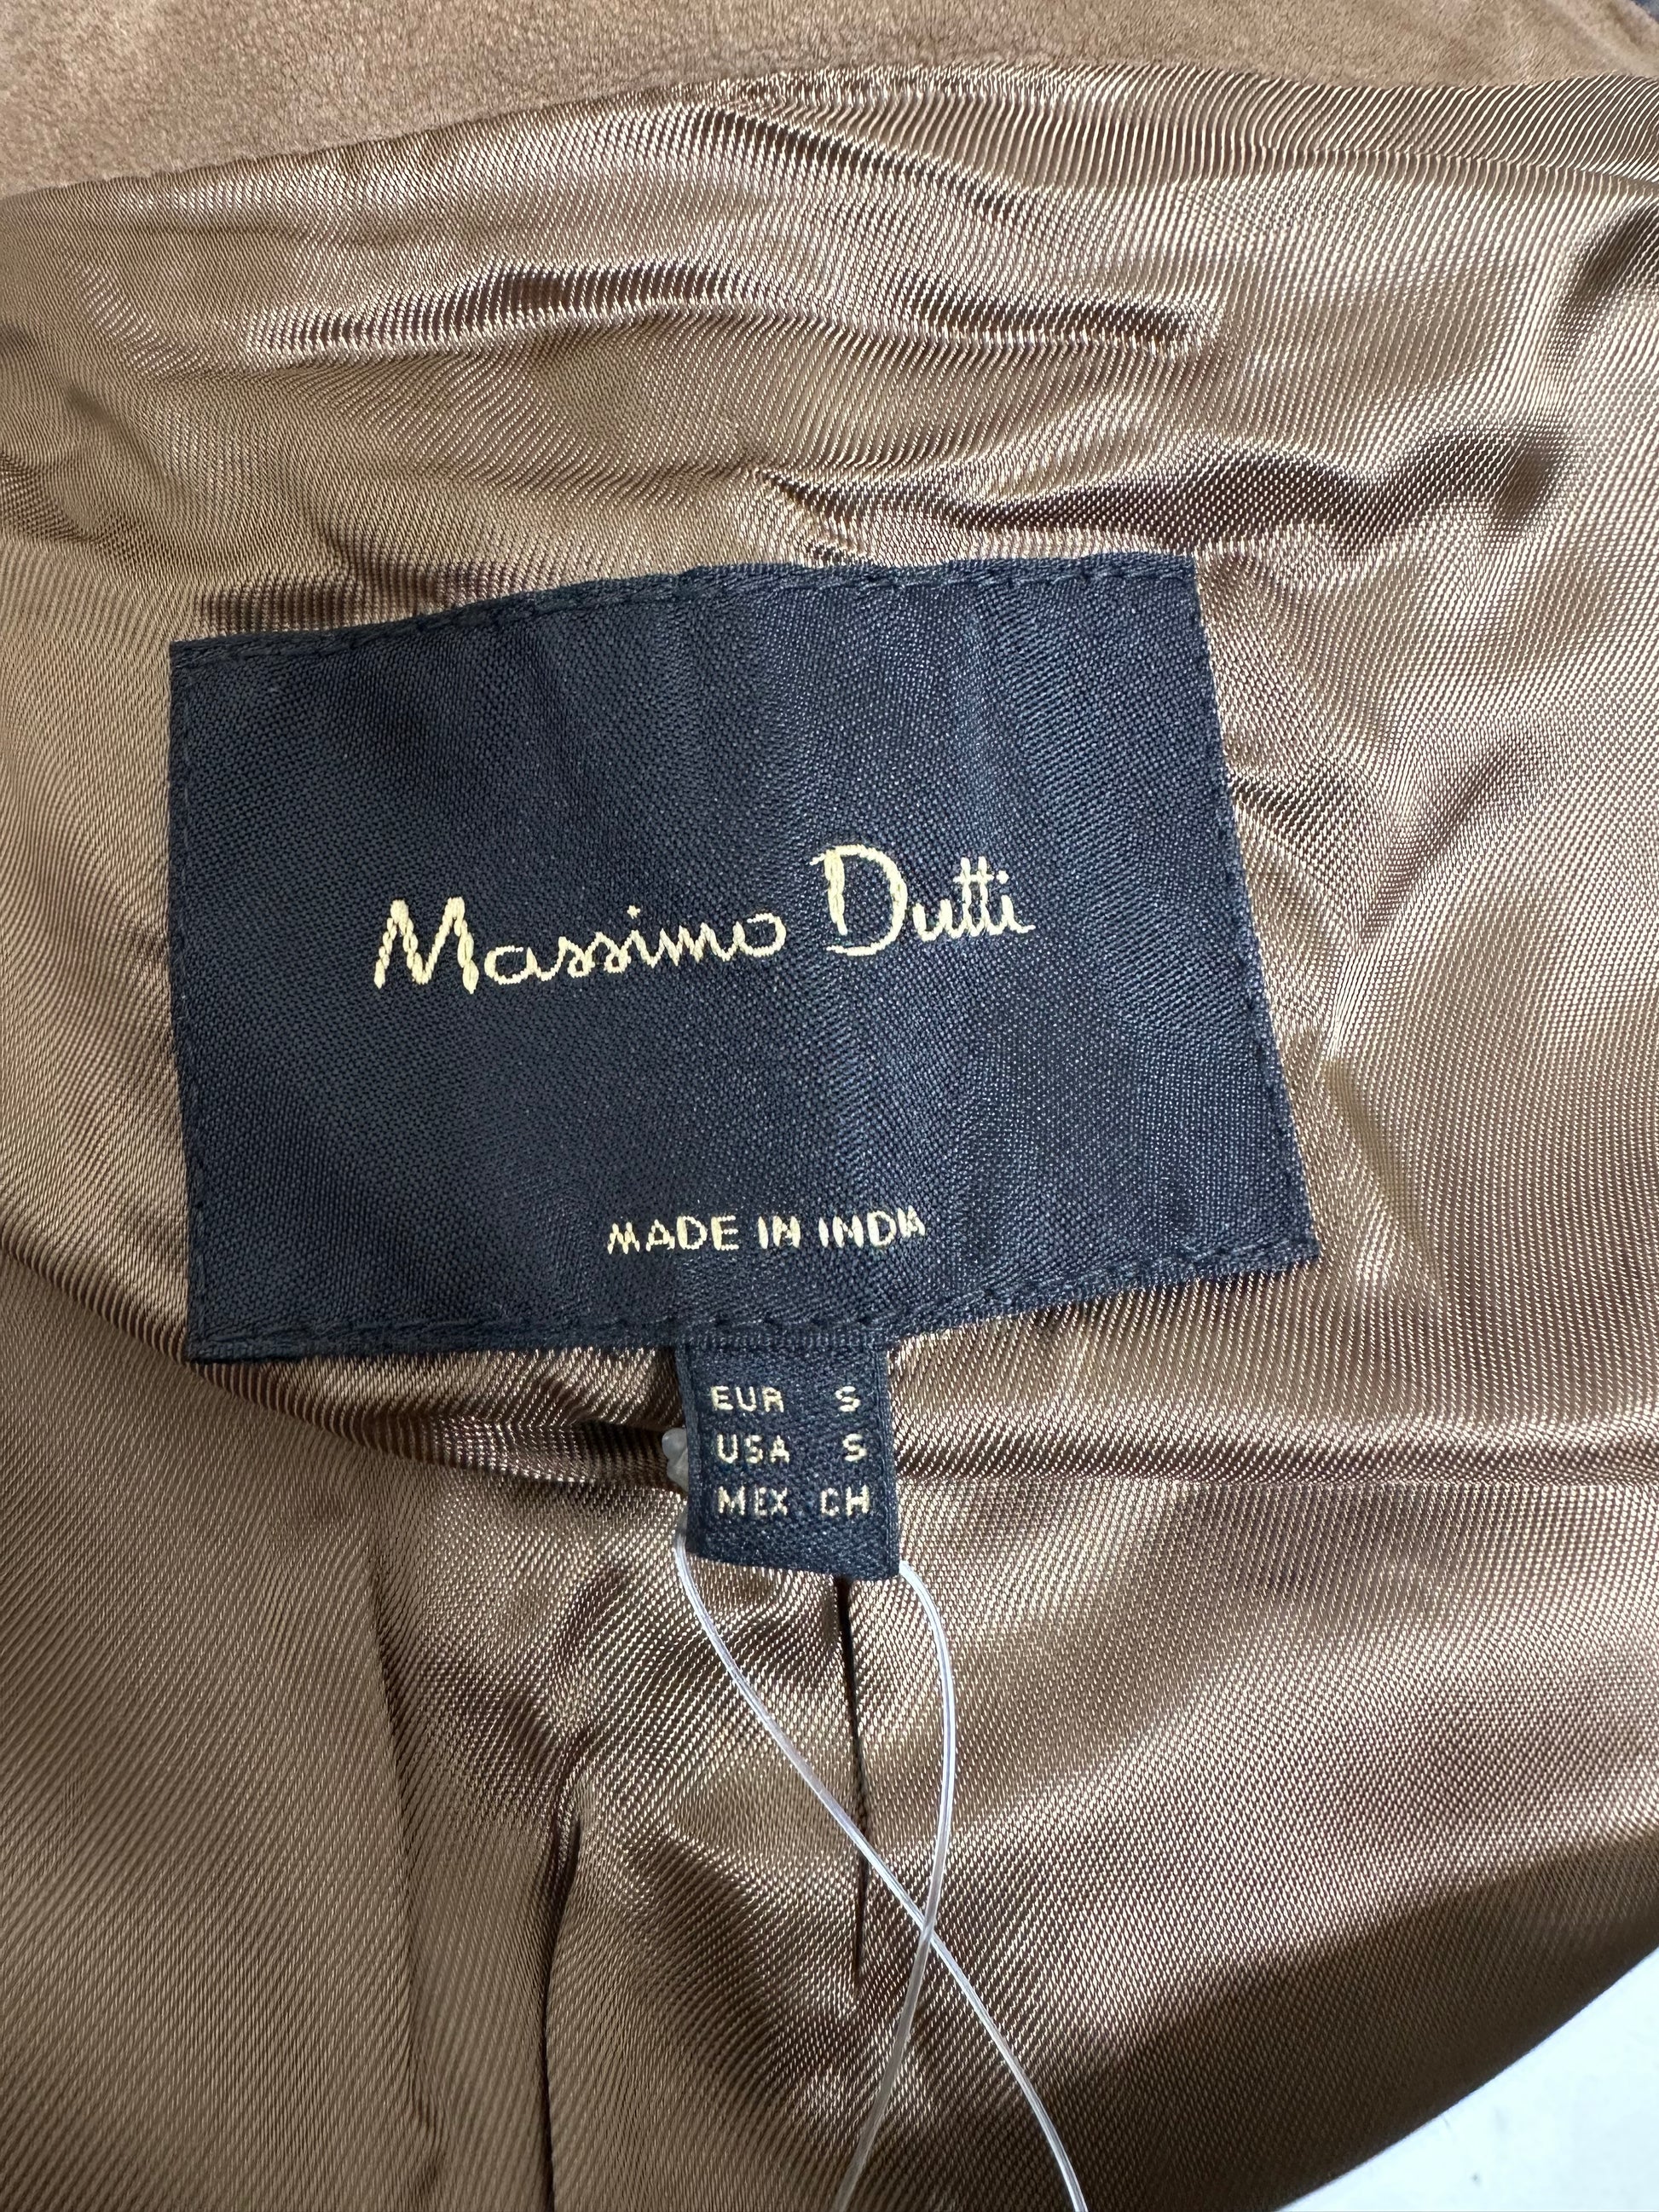 Massimo Dutti
MADE IN INDIA
EUR S
USA S
MEX CH